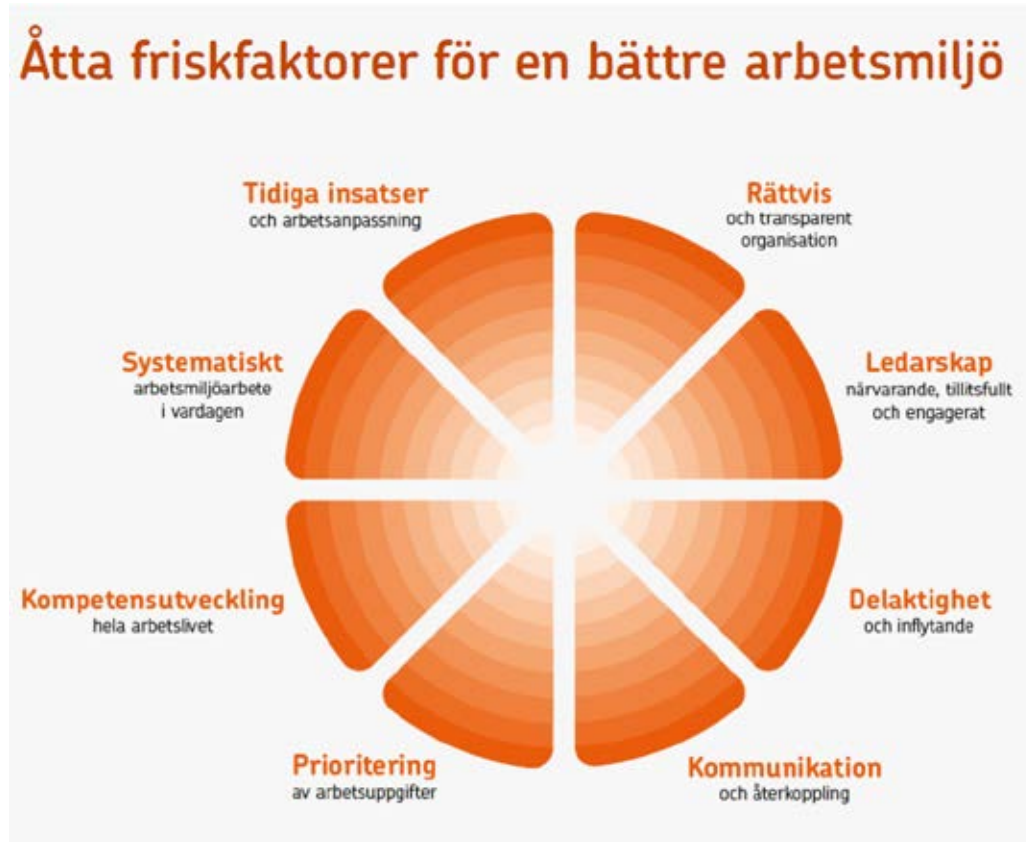 Åtta friskfaktorer för en bättre arbetsmiljö
Rättvis
och transparent
organisation
Ledarskap
närvarande, tillitsfullt
och engagerat
Delaktighet
och inflytande
Kommunikation
och återkoppling
Prioritering
av arbetsuppgifter
Kompetensutveckling
hela arbetslivet
Systematiskt
arbetsmiljöarbete
i vardagen
Tidiga insatser
och arbetsanpassning